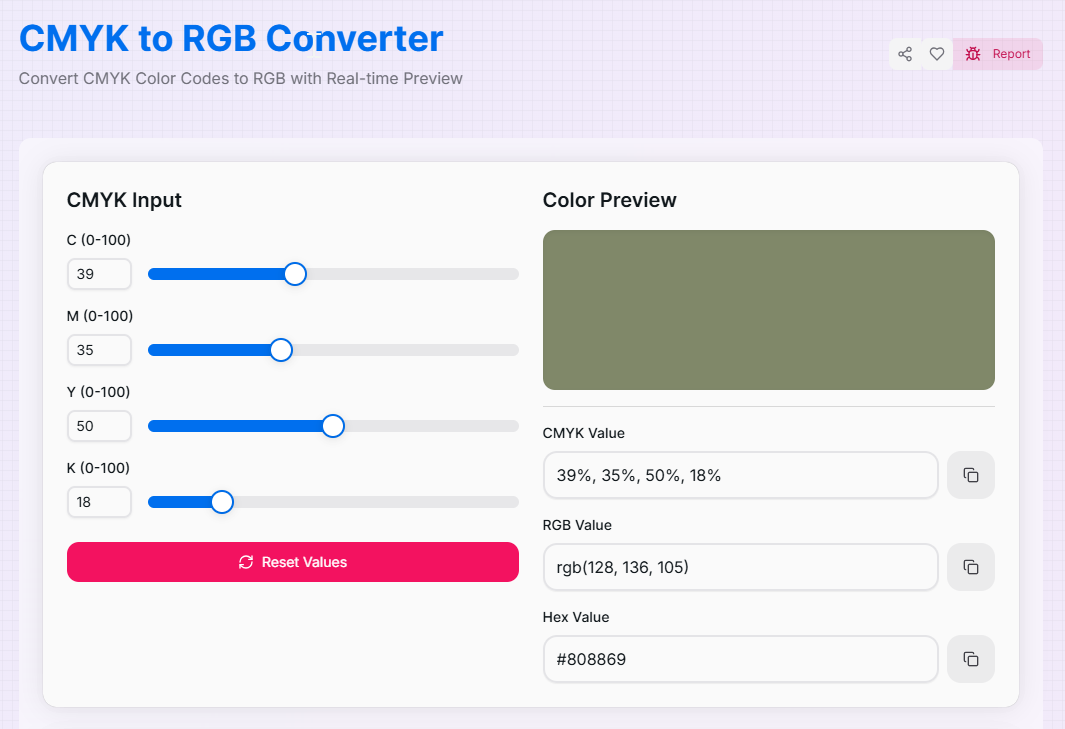 CMYK to RGB Converter
Convert CMYK Color Codes to RGB with Real-time Preview
Report
CMYK Input
C (0-100)
39
M (0-100)
35
Y (0-100)
50
K (0-100)
18
Reset Values
Color Preview
CMYK Value
39%, 35%, 50%, 18%
RGB Value
rgb(128, 136, 105)
Hex Value
#808869